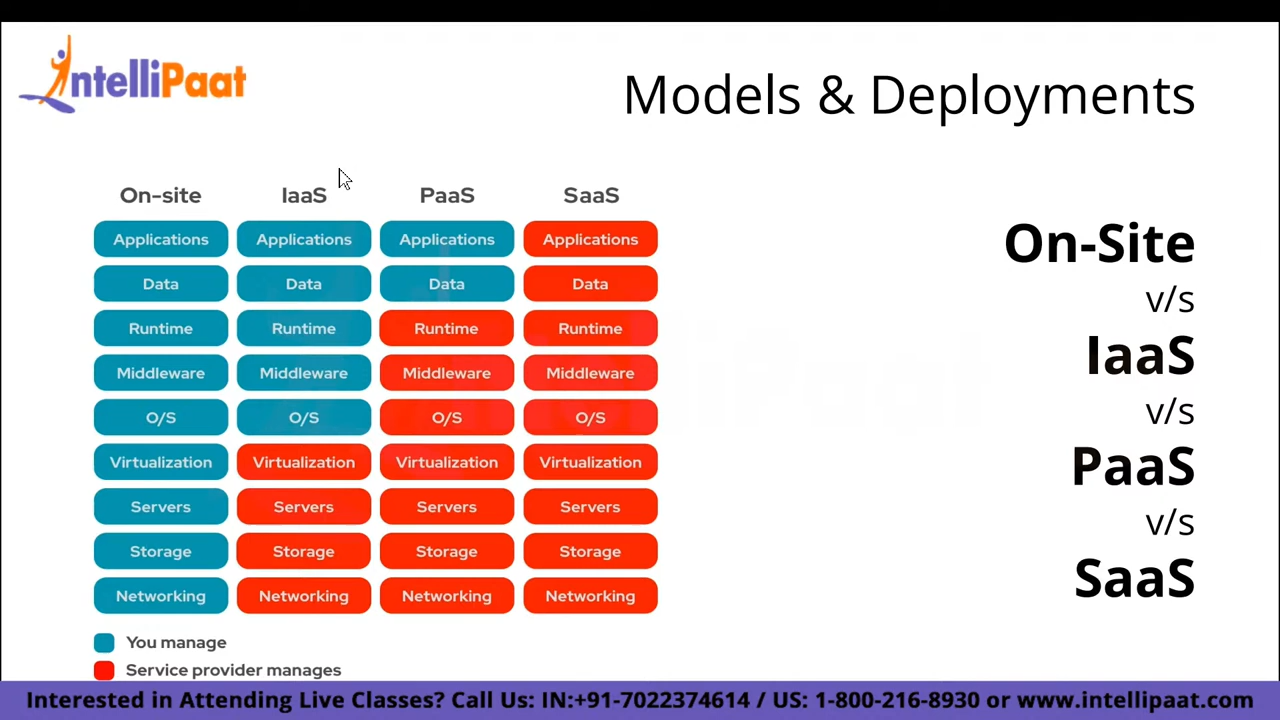 IntelliPaat
Models & Deployments
On-site IaaS PaaS SaaS
Applications Applications Applications Applications
Data Data Data Data
Runtime Runtime Runtime Runtime
Middleware Middleware Middleware Middleware
O/S O/S O/S O/S
Virtualization Virtualization Virtualization Virtualization
Servers Servers Servers Servers
Storage Storage Storage Storage
Networking Networking Networking Networking
You manage
Service provider manages
On-Site
v/s
IaaS
v/s
PaaS
v/s
SaaS
Interested in Attending Live Classes? Call Us: IN:+91-7022374614 / US: 1-800-216-8930 or www.intellipaat.com